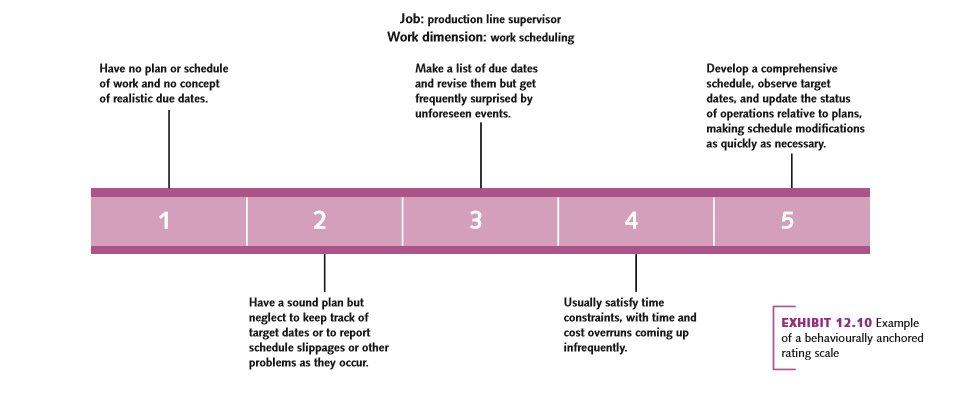 Job: production line supervisor
Work dimension: work scheduling
Have no plan or schedule
of work and no concept
of realistic due dates.
Make a list of due dates
and revise them but get
frequently surprised by
unforeseen events.
Develop a comprehensive
schedule, observe target
dates, and update the status
of operations relative to plans,
making schedule modifications
as quickly as necessary.
1
2
3
4
5
Have a sound plan but
neglect to keep track of
target dates or to report
schedule slippages or other
problems as they occur.
Usually satisfy time
constraints, with time and
cost overruns coming up
infrequently.
EXHIBIT 12.10 Example
of a behaviourally anchored
rating scale